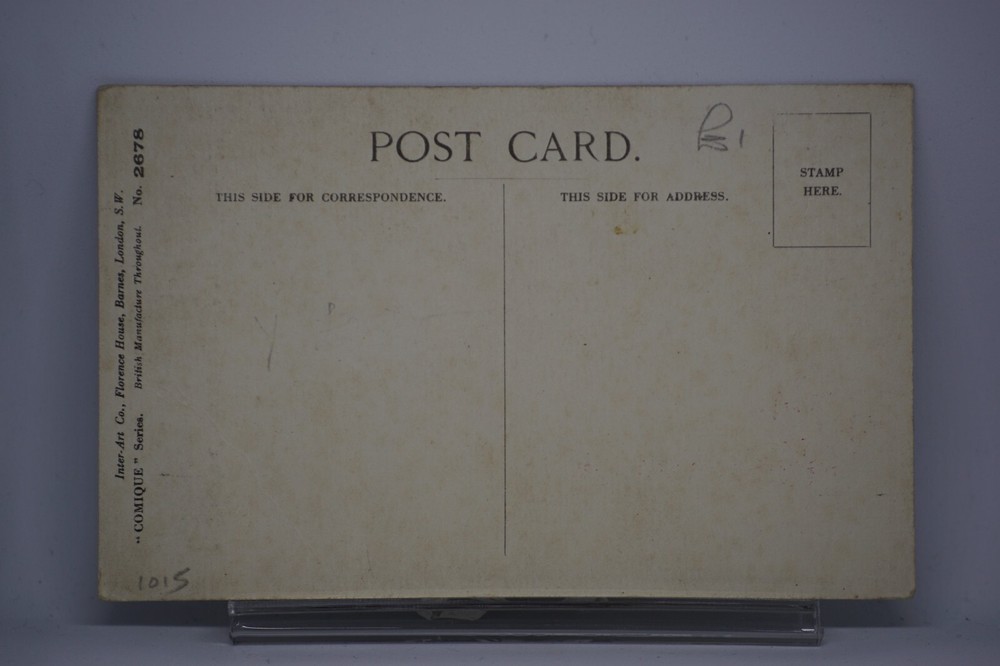 POST CARD.
THIS SIDE FOR CORRESPONDENCE.
THIS SIDE FOR ADDRESS.
STAMP
HERE.
Inter-Art Co., Florence House, Barnes, London, S.W.
"COMIQUE" Series. British Manufacture Throughout. No. 2678
1015